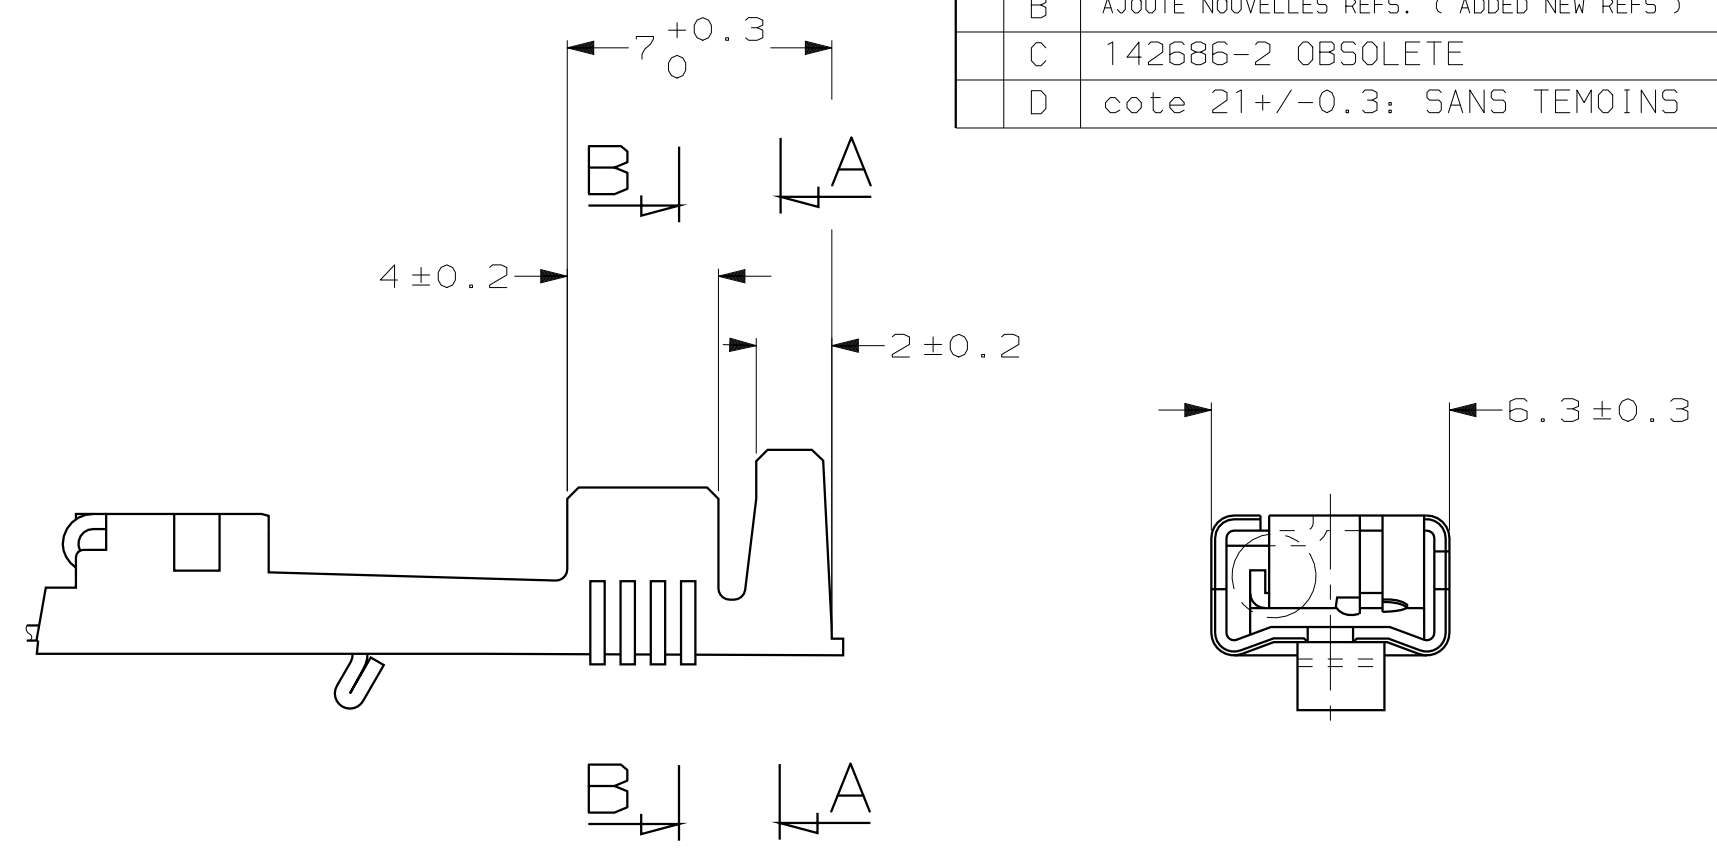 B AJOUTE NOUVELLES REFS. ( ADDED NEW REFS )
C 142686-2 OBSOLETE
D cote 21+/-0.3: SANS TEMOINS
7 +0.3
0
B A
4±0.2
2±0.2
6.3±0.3
B A